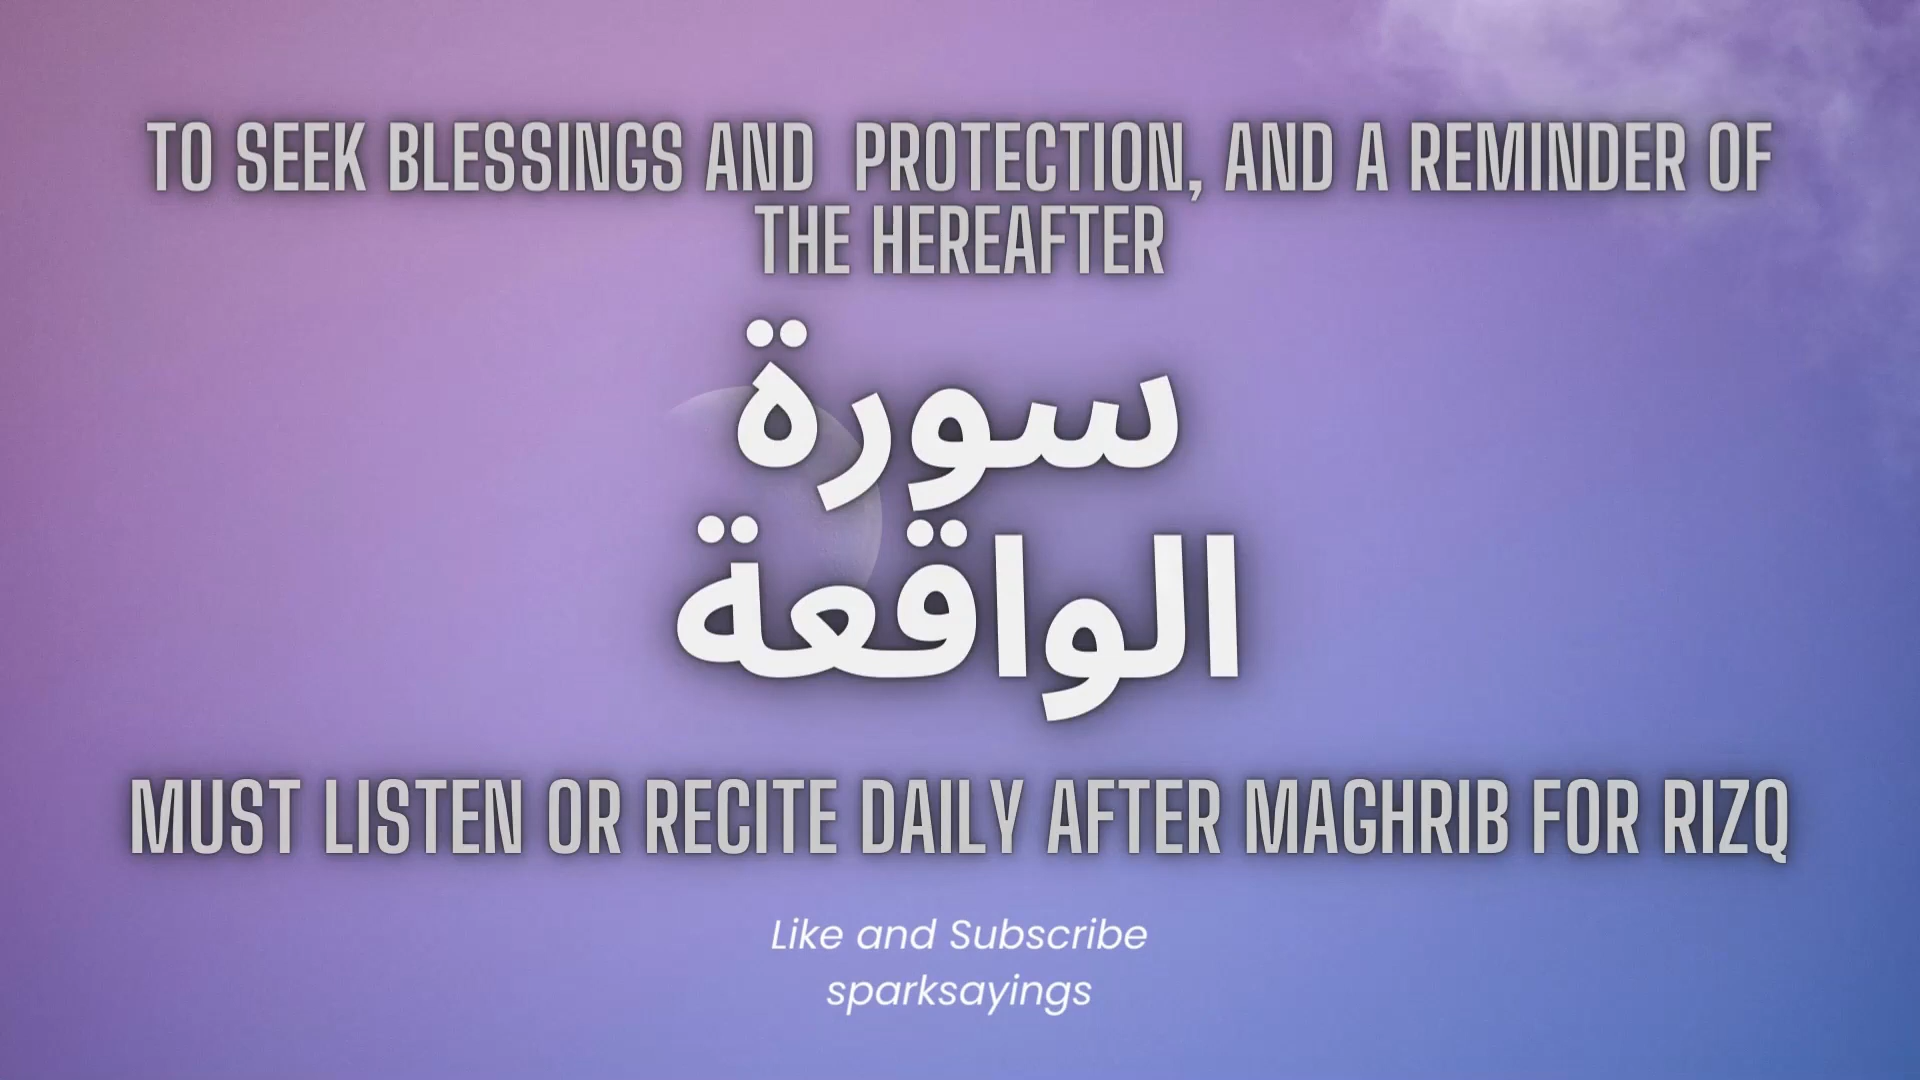 TO SEEK BLESSINGS AND PROTECTION, AND A REMINDER OF
THE HEREAFTER
سورة
الواقعة
MUST LISTEN OR RECITE DAILY AFTER MAGHRIB FOR RIZQ
Like and Subscribe
sparksayings